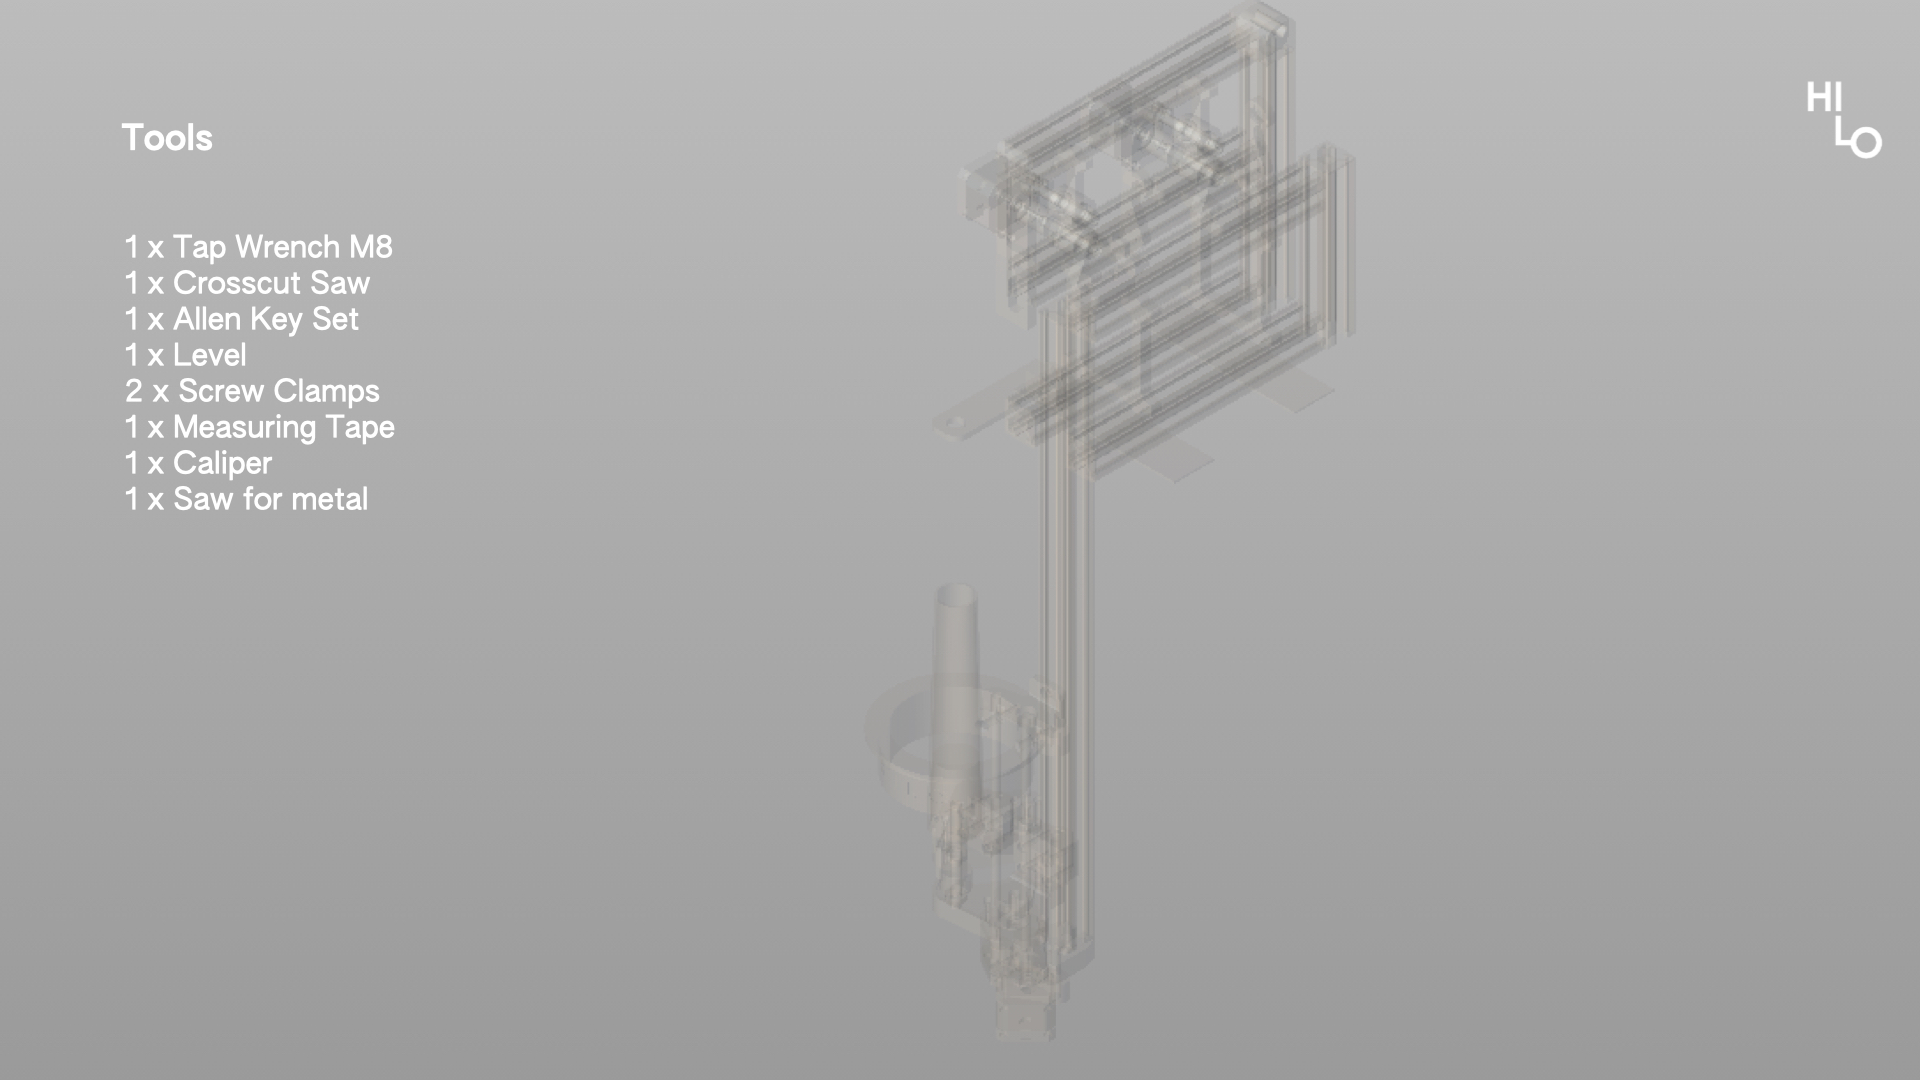 HI
LO
Tools
1 x Tap Wrench M8
1 x Crosscut Saw
1 x Allen Key Set
1 x Level
2 x Screw Clamps
1 x Measuring Tape
1 x Caliper
1 x Saw for metal